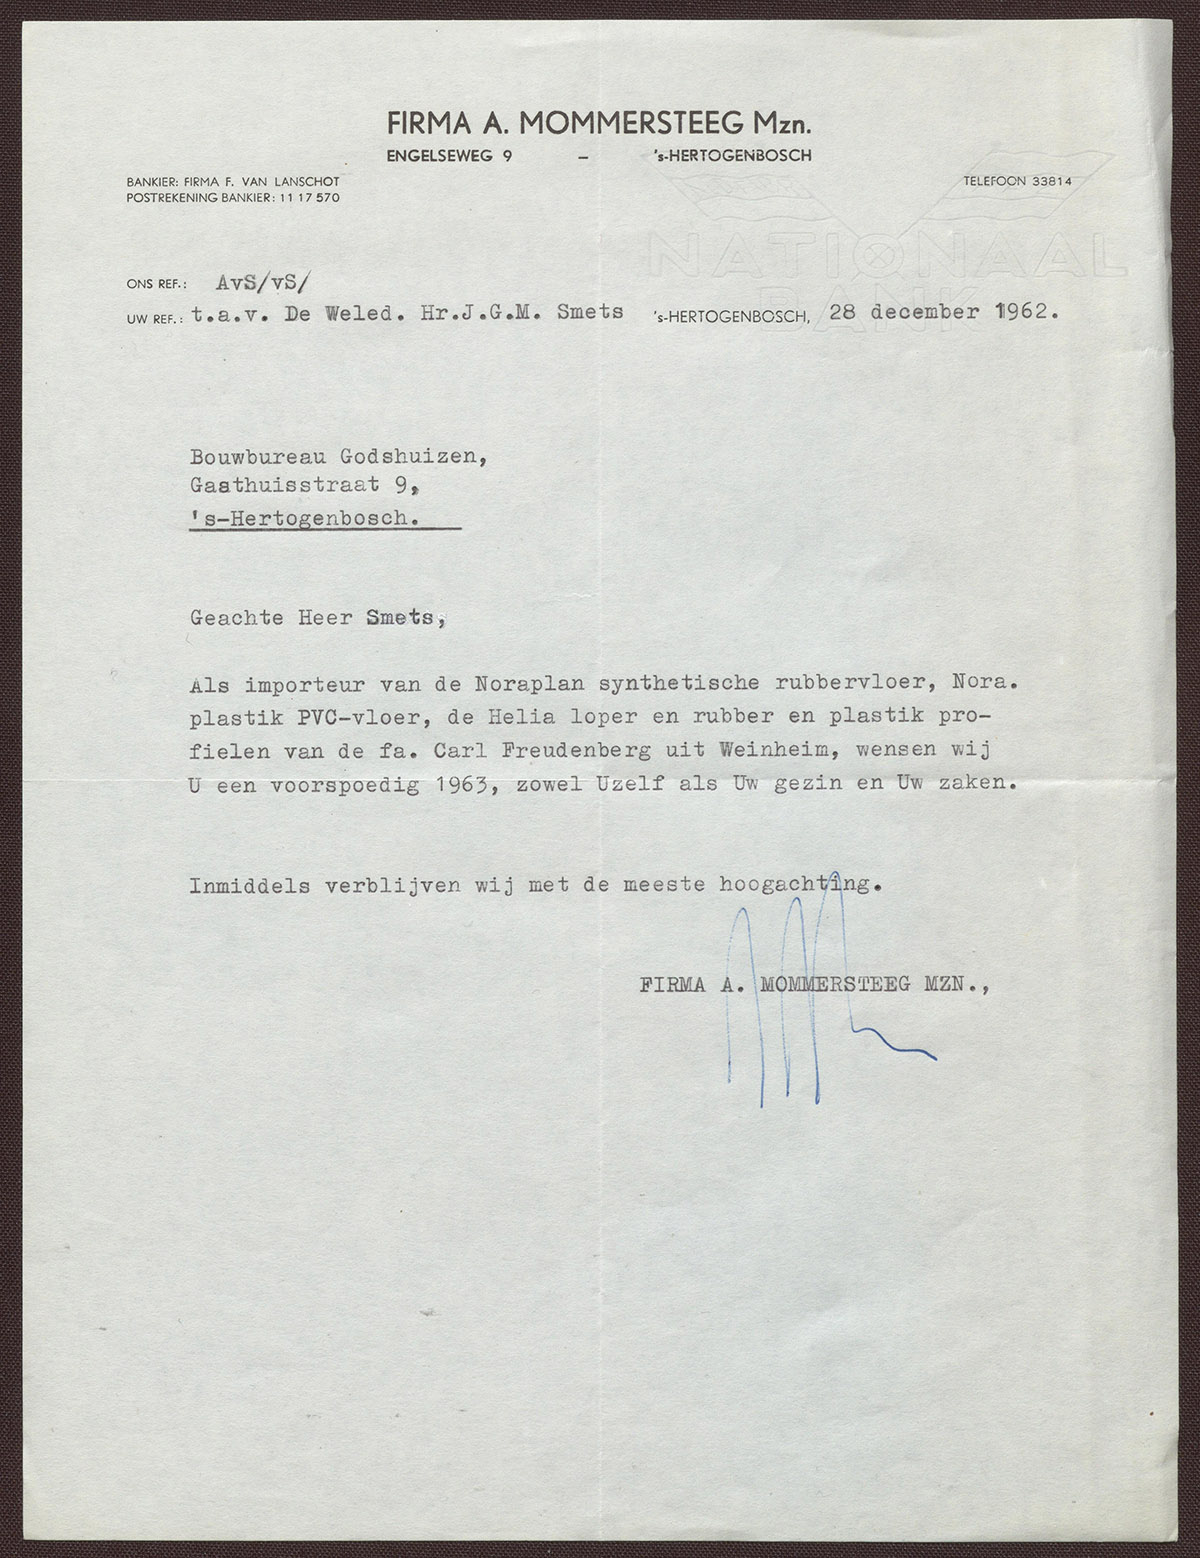 FIRMA A. MOMMERSTEEG Mzn.
ENGELSEWEG 9 – 's-HERTOGENBOSCH
BANKIER: FIRMA F. VAN LANSCHOT
POSTREKENING BANKIER: 11 17 570
TELEFOON 33814
NATIONAAL
BANK
ONS REF.: AvS/vS/
UW REF.: t.a.v. De Weled. Hr.J.G.M. Smets 's-HERTOGENBOSCH, 28 december 1962.
Bouwbureau Godshuizen,
Gasthuisstraat 9,
's-Hertogenbosch.
Geachte Heer Smets,
Als importeur van de Noraplan synthetische rubbervloer, Nora.
plastik PVC-vloer, de Helia loper en rubber en plastik pro-
fielen van de fa. Carl Freudenberg uit Weinheim, wensen wij
U een voorspoedig 1963, zowel Uzelf als Uw gezin en Uw zaken.
Inmiddels verblijven wij met de meeste hoogachting.
FIRMA A. MOMMERSTEEG MZN.,